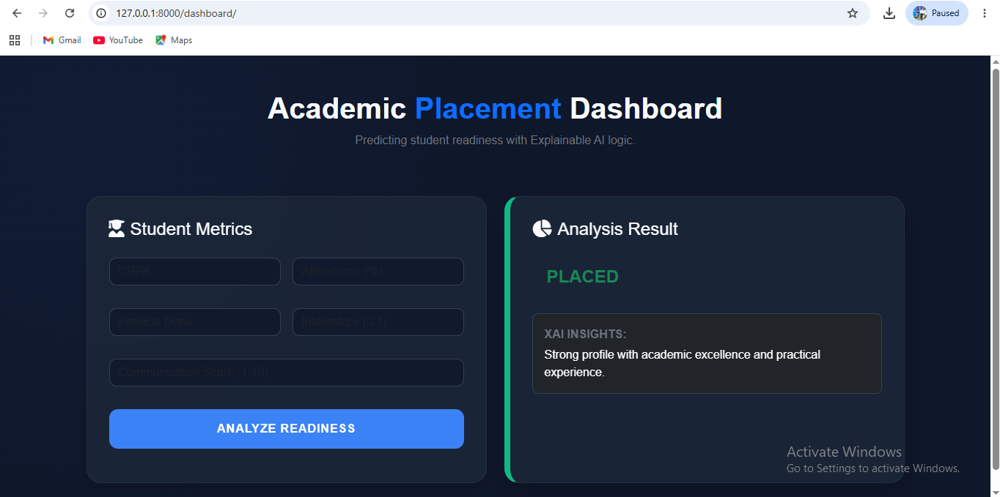 127.0.0.1:8000/dashboard/
Paused
Gmail
YouTube
Maps
Academic Placement Dashboard
Predicting student readiness with Explainable AI logic.
Student Metrics
CGPA
Attendance (%)
Projects Done
Internships (0/1)
Communication Score (1-10)
ANALYZE READINESS
Analysis Result
PLACED
XAI INSIGHTS:
Strong profile with academic excellence and practical
experience.
Activate Windows
Go to Settings to activate Windows.